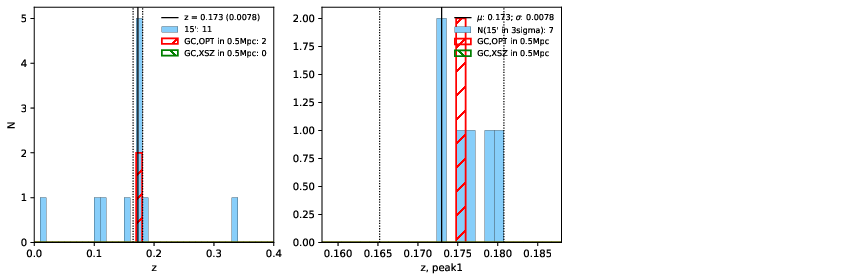 z = 0.173 (0.0078)
15': 11
GC,OPT in 0.5Mpc: 2
GC,XSZ in 0.5Mpc: 0
N
5
4
3
2
1
0
0.0 0.1 0.2 0.3 0.4
z
μ: 0.173; σ: 0.0078
N(15' in 3sigma): 7
GC,OPT in 0.5Mpc
GC,XSZ in 0.5Mpc
2.00
1.75
1.50
1.25
1.00
0.75
0.50
0.25
0.00
0.160 0.165 0.170 0.175 0.180 0.185
z, peak1